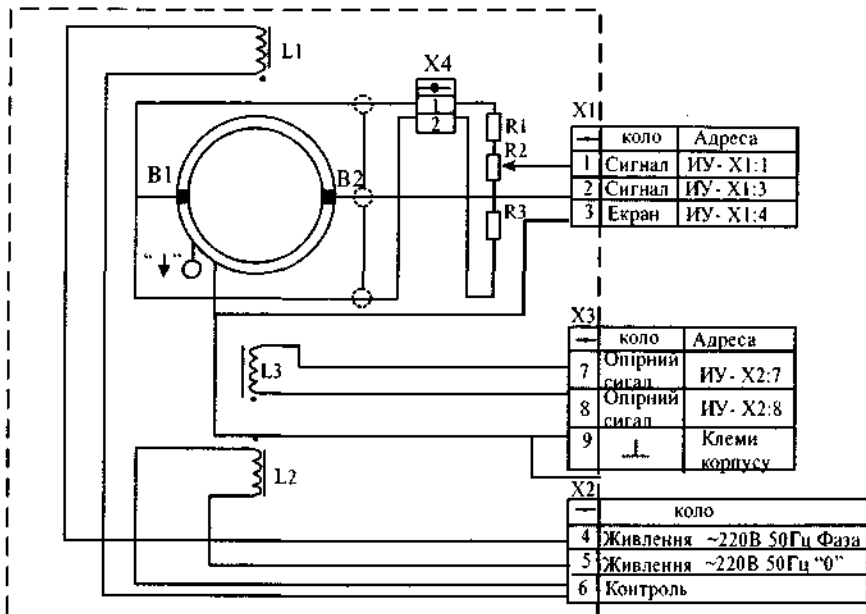 L1
X4
1
2
R1
R2
R3
B1
B2
“↓”
X1
коло Адреса
1 Сигнал ИУ- X1:1
2 Сигнал ИУ- X1:3
3 Екран ИУ- X1:4
X3
коло Адреса
7 Опірний сигал ИУ- X2:7
8 Опірний сигал ИУ- X2:8
9 Клеми корпусу
L3
L2
X2
коло
4 Живлення ~220В 50Гц Фаза
5 Живлення ~220В 50Гц “0”
6 Контроль